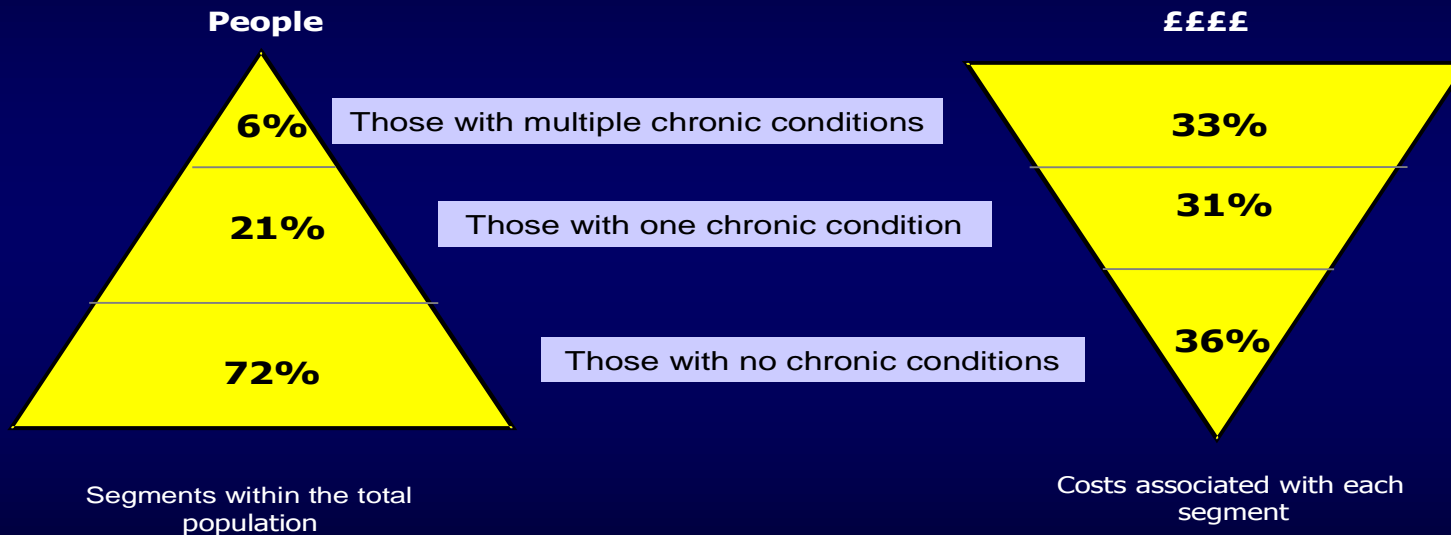 People
££££
6%
Those with multiple chronic conditions
33%
21%
Those with one chronic condition
31%
72%
Those with no chronic conditions
36%
Segments within the total
population
Costs associated with each
segment